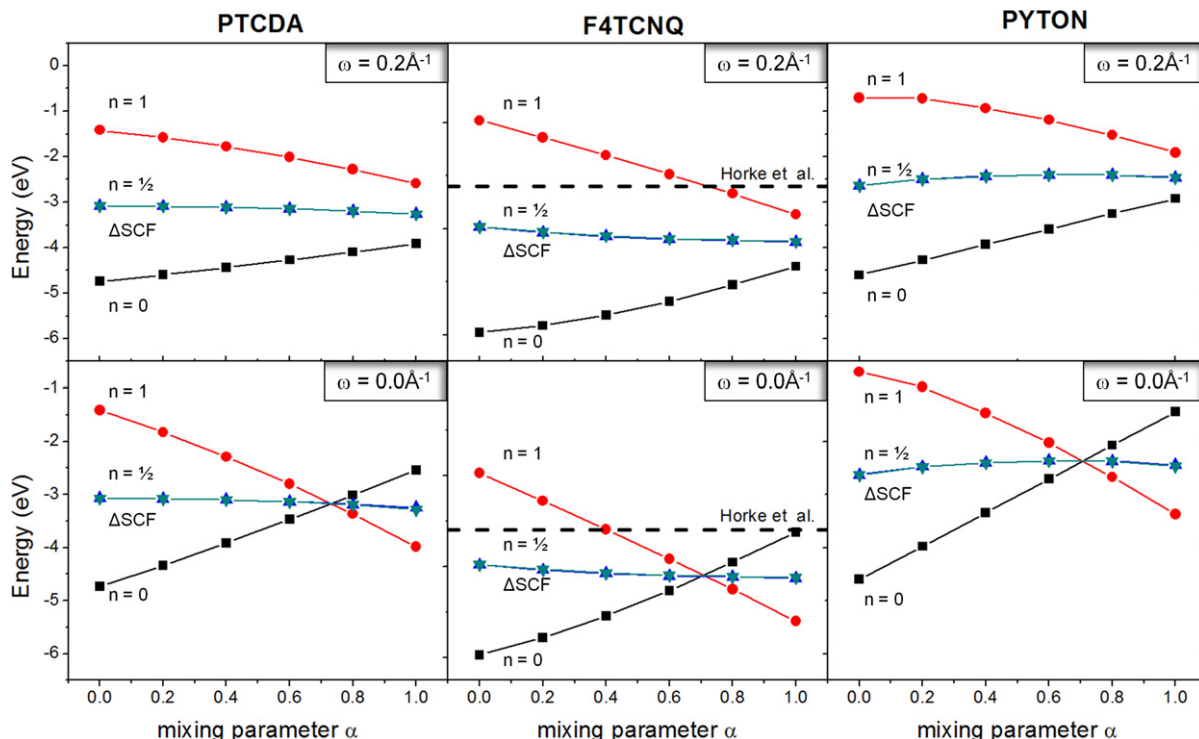 PTCDA
F4TCNQ
PYTON
ω = 0.2Å⁻¹
n = 1
n = ½
ΔSCF
n = 0
ω = 0.2Å⁻¹
n = 1
Horke et al.
n = ½
ΔSCF
n = 0
ω = 0.2Å⁻¹
n = 1
n = ½
ΔSCF
n = 0
Energy (eV)
0
-1
-2
-3
-4
-5
-6
ω = 0.0Å⁻¹
n = 1
n = ½
ΔSCF
n = 0
ω = 0.0Å⁻¹
n = 1
Horke et al.
n = ½
ΔSCF
n = 0
ω = 0.0Å⁻¹
n = 1
n = ½
ΔSCF
n = 0
Energy (eV)
-1
-2
-3
-4
-5
-6
0.0 0.2 0.4 0.6 0.8 1.0
0.0 0.2 0.4 0.6 0.8 1.0
0.0 0.2 0.4 0.6 0.8 1.0
mixing parameter α
mixing parameter α
mixing parameter α